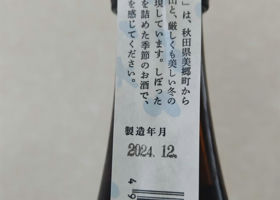 」は、秋田県美郷町から
山と、厳しくも美しい冬の
現しています。しぼった
を詰めた季節のお酒で、
を感じてください。
製造年月
2024.12
4 9